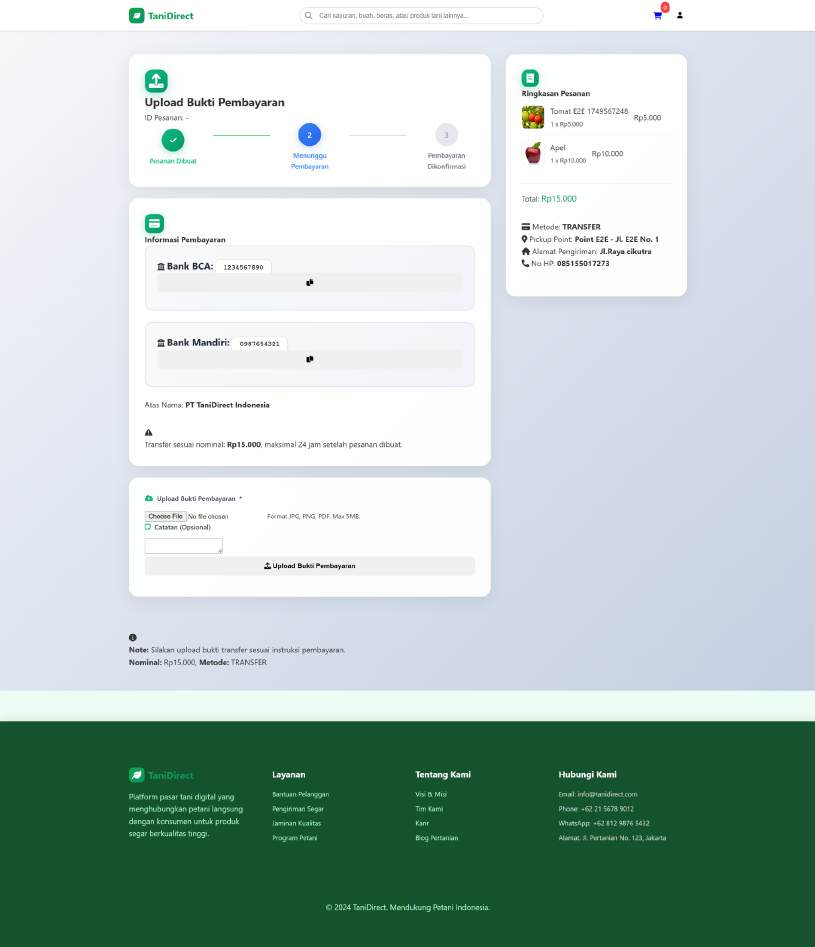 TaniDirect
Cari sayuran, buah, beras, atau produk tani lainnya...
0
Upload Bukti Pembayaran
ID Pesanan: -
2
3
Pesanan Dibuat
Menunggu
Pembayaran
Pembayaran
Dikonfirmasi
Informasi Pembayaran
Bank BCA: 1234567890
Bank Mandiri: 0987654321
Atas Nama: PT TaniDirect Indonesia
Transfer sesuai nominal: Rp15.000, maksimal 24 jam setelah pesanan dibuat.
Upload Bukti Pembayaran *
Choose File No file chosen Format JPG, PNG, PDF. Max 5MB.
Catatan (Opsional)
Upload Bukti Pembayaran
Note: Silakan upload bukti transfer sesuai instruksi pembayaran.
Nominal: Rp15.000, Metode: TRANSFER
Ringkasan Pesanan
Tomat E2E 1749567248
1 x Rp5.000
Rp5.000
Apel
1 x Rp10.000
Rp10.000
Total: Rp15.000
Metode: TRANSFER
Pickup Point: Point E2E - Jl. E2E No. 1
Alamat Pengiriman: Jl.Raya cikutra
No HP: 085155017273
TaniDirect
Platform pasar tani digital yang
menghubungkan petani langsung
dengan konsumen untuk produk
segar berkualitas tinggi.
Layanan
Bantuan Pelanggan
Pengiriman Segar
Jaminan Kualitas
Program Petani
Tentang Kami
Visi & Misi
Tim Kami
Karir
Blog Pertanian
Hubungi Kami
Email: info@tanidirect.com
Phone: +62 21 5678 9012
WhatsApp: +62 812 9876 5432
Alamat: Jl. Pertanian No. 123, Jakarta
© 2024 TaniDirect. Mendukung Petani Indonesia.